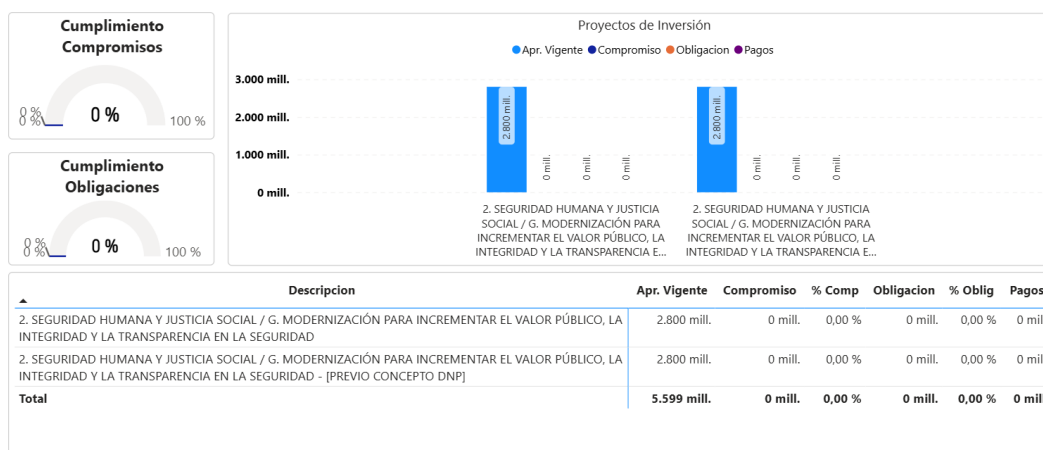 Cumplimiento
Compromisos
0 %
0 %
0 %
100 %
Cumplimiento
Obligaciones
0 %
0 %
0 %
100 %
Proyectos de Inversión
Apr. Vigente Compromiso Obligacion Pagos
3.000 mill.
2.000 mill.
1.000 mill.
0 mill.
2.800 mill.
0 mill.
0 mill.
0 mill.
2.800 mill.
0 mill.
0 mill.
0 mill.
2. SEGURIDAD HUMANA Y JUSTICIA
SOCIAL / G. MODERNIZACIÓN PARA
INCREMENTAR EL VALOR PÚBLICO, LA
INTEGRIDAD Y LA TRANSPARENCIA E...
2. SEGURIDAD HUMANA Y JUSTICIA
SOCIAL / G. MODERNIZACIÓN PARA
INCREMENTAR EL VALOR PÚBLICO, LA
INTEGRIDAD Y LA TRANSPARENCIA E...
Descripcion Apr. Vigente Compromiso % Comp Obligacion % Oblig Pagos
2. SEGURIDAD HUMANA Y JUSTICIA SOCIAL / G. MODERNIZACIÓN PARA INCREMENTAR EL VALOR PÚBLICO, LA 2.800 mill. 0 mill. 0,00 % 0 mill. 0,00 % 0 mil
INTEGRIDAD Y LA TRANSPARENCIA EN LA SEGURIDAD
2. SEGURIDAD HUMANA Y JUSTICIA SOCIAL / G. MODERNIZACIÓN PARA INCREMENTAR EL VALOR PÚBLICO, LA 2.800 mill. 0 mill. 0,00 % 0 mill. 0,00 % 0 mil
INTEGRIDAD Y LA TRANSPARENCIA EN LA SEGURIDAD - [PREVIO CONCEPTO DNP]
Total 5.599 mill. 0 mill. 0,00 % 0 mill. 0,00 % 0 mil